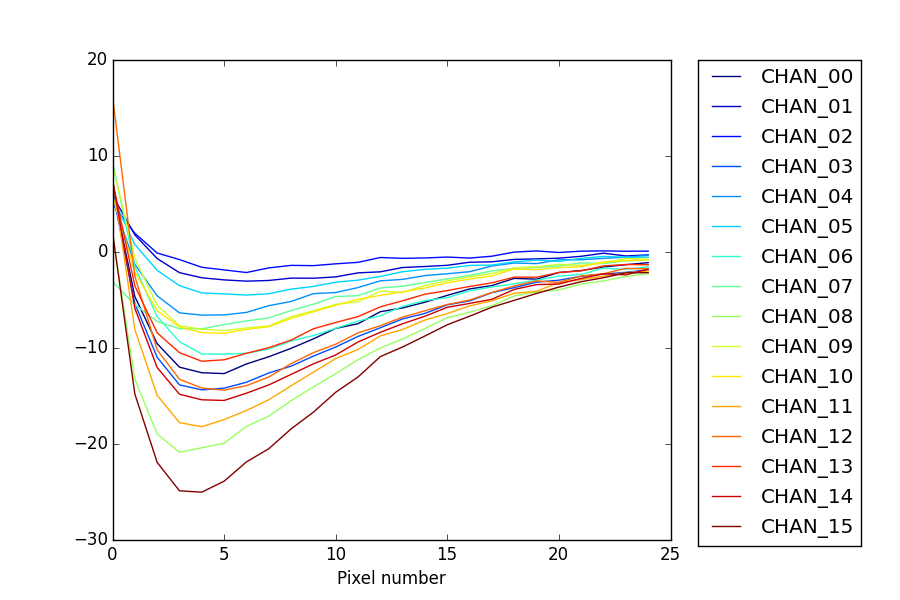 20
10
0
−10
−20
−30
0 5 10 15 20 25
Pixel number
CHAN_00
CHAN_01
CHAN_02
CHAN_03
CHAN_04
CHAN_05
CHAN_06
CHAN_07
CHAN_08
CHAN_09
CHAN_10
CHAN_11
CHAN_12
CHAN_13
CHAN_14
CHAN_15